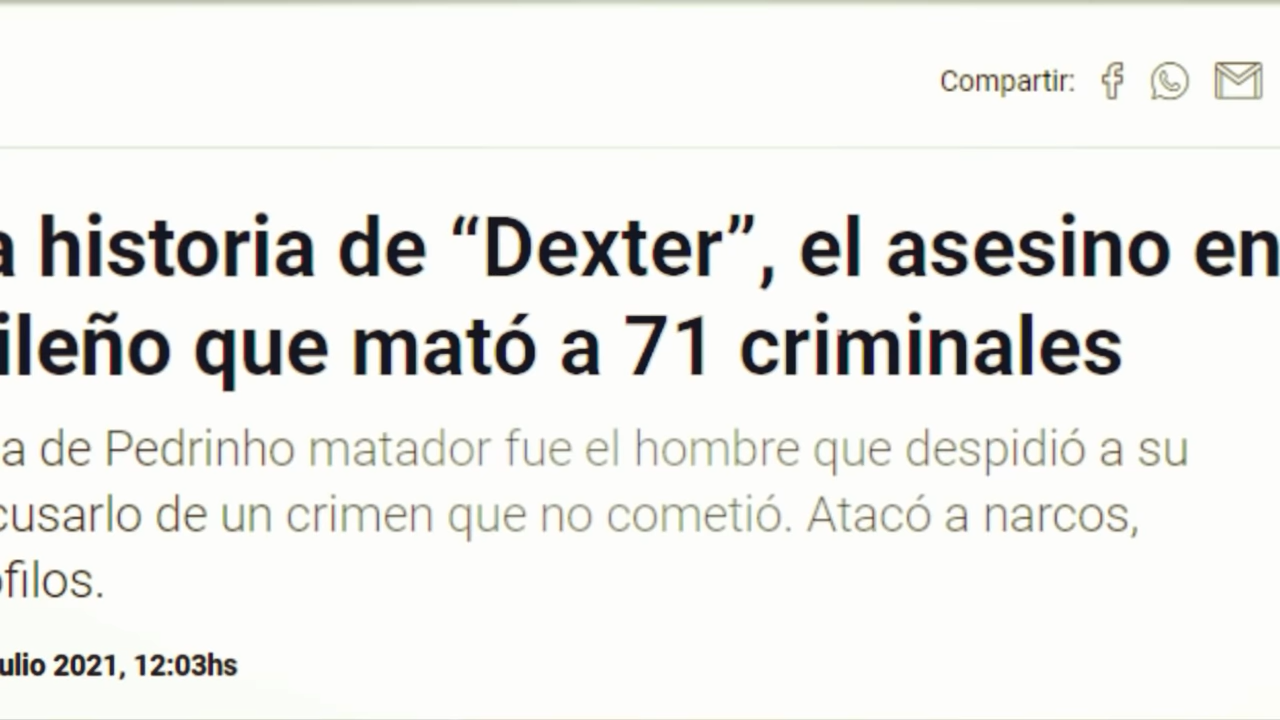 Compartir:
a historia de “Dexter”, el asesino en
ileño que mató a 71 criminales
a de Pedrinho matador fue el hombre que despidió a su
cusarlo de un crimen que no cometió. Atacó a narcos,
ofilos.
ulio 2021, 12:03hs